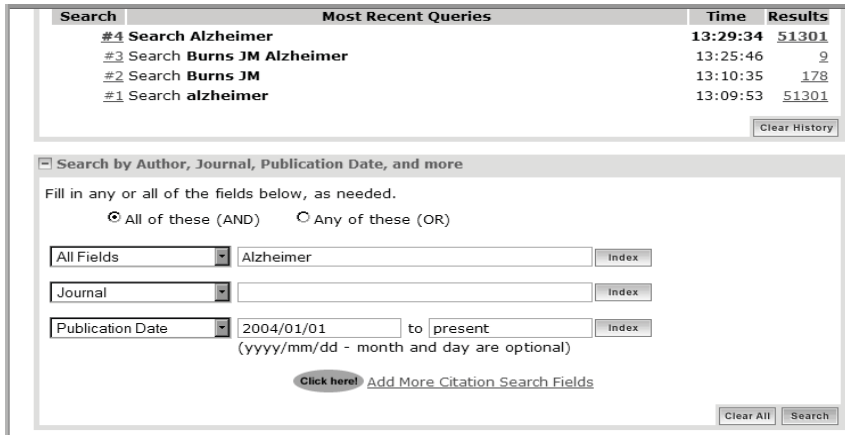 Search Most Recent Queries Time Results
#4 Search Alzheimer 13:29:34 51301
#3 Search Burns JM Alzheimer 13:25:46 9
#2 Search Burns JM 13:10:35 178
#1 Search alzheimer 13:09:53 51301
Clear History
Search by Author, Journal, Publication Date, and more
Fill in any or all of the fields below, as needed.
All of these (AND) Any of these (OR)
All Fields Alzheimer Index
Journal Index
Publication Date 2004/01/01 to present Index
(yyyy/mm/dd - month and day are optional)
Click here! Add More Citation Search Fields
Clear All Search